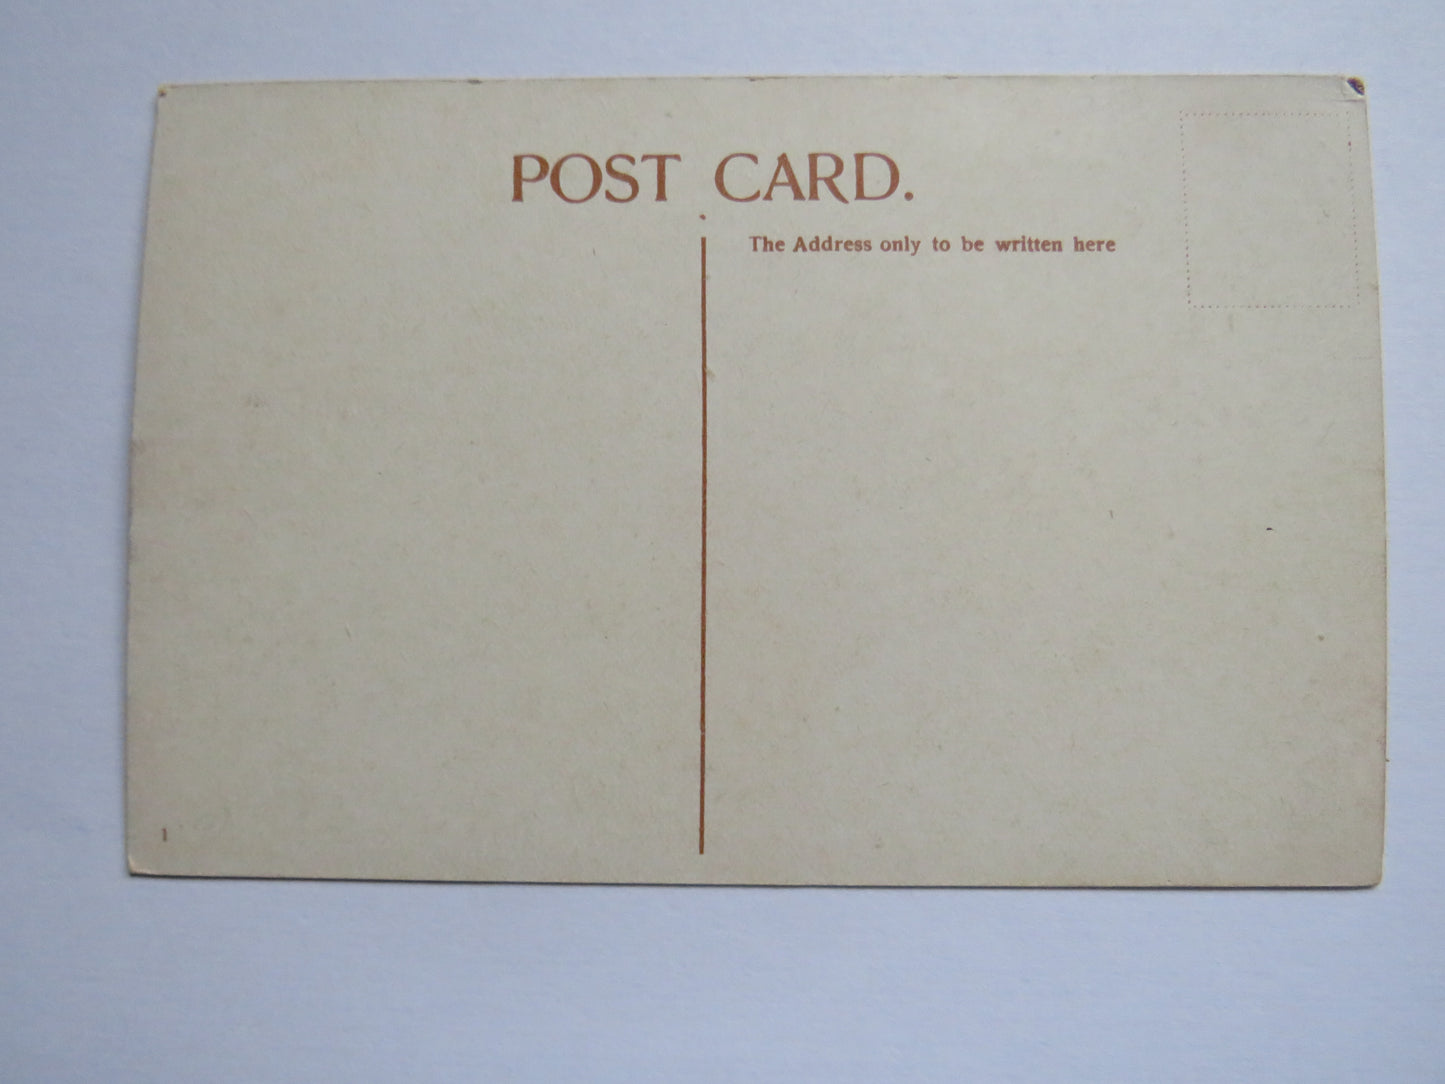 POST CARD.
The Address only to be written here
1